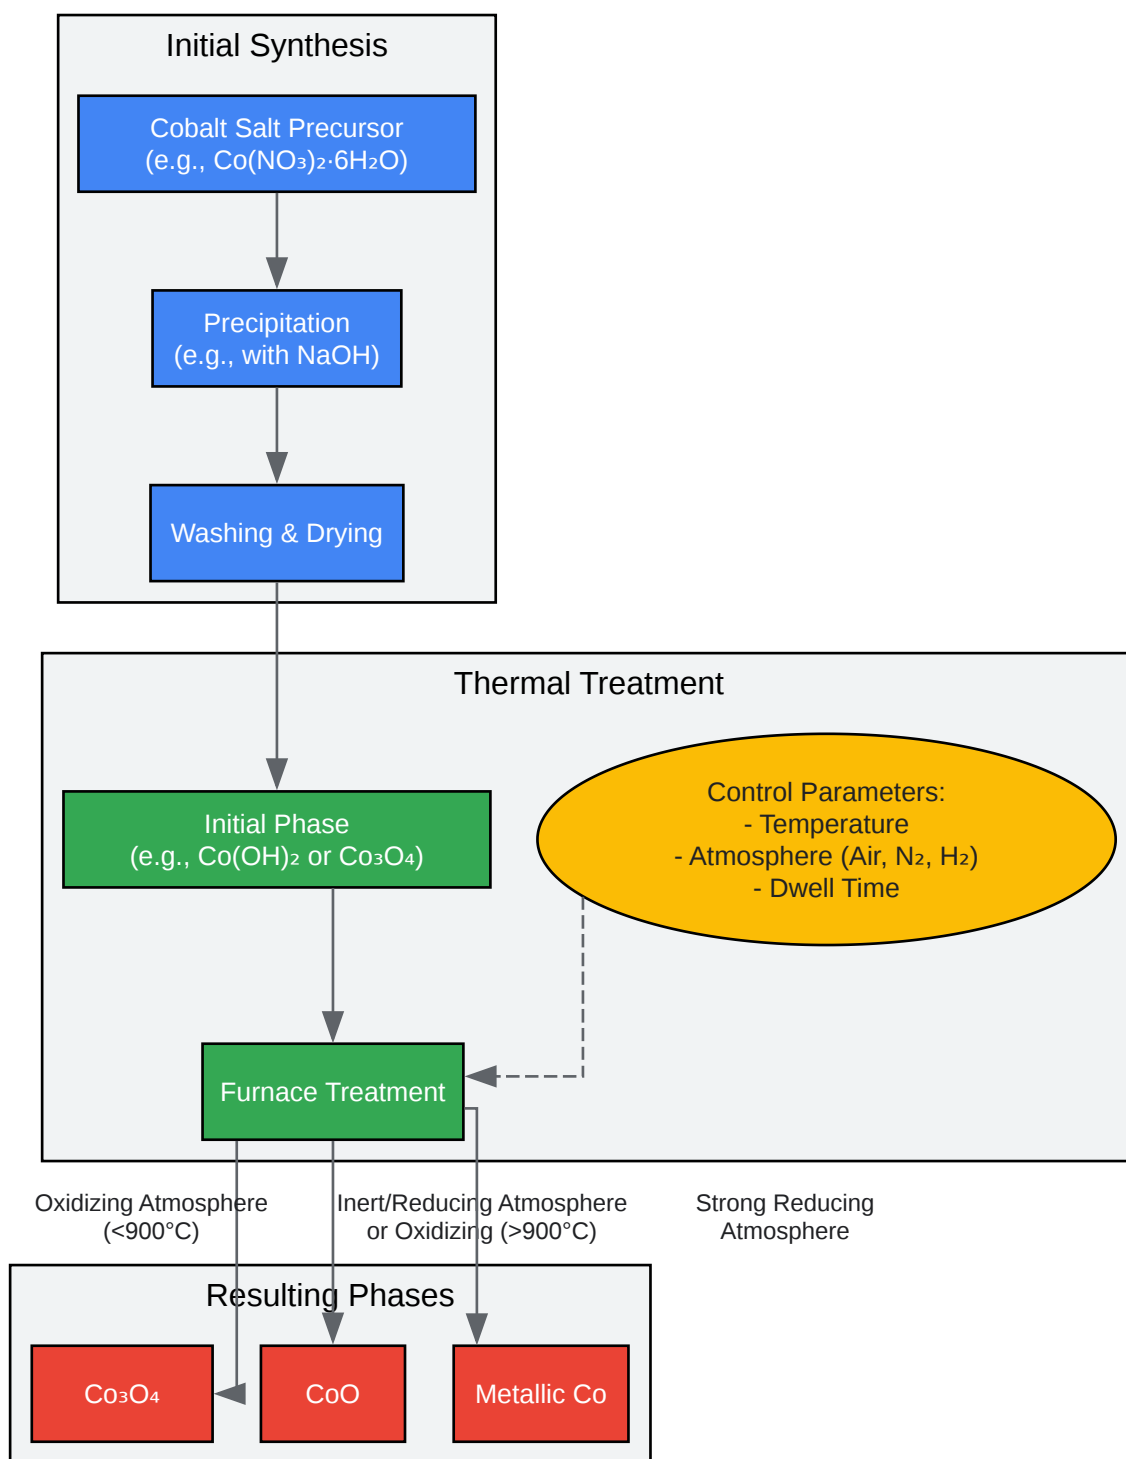 Initial Synthesis
Cobalt Salt Precursor
(e.g., Co(NO₃)₂·6H₂O)
Precipitation
(e.g., with NaOH)
Washing & Drying
Thermal Treatment
Control Parameters:
- Temperature
- Atmosphere (Air, N₂, H₂)
- Dwell Time
Initial Phase
(e.g., Co(OH)₂ or Co₃O₄)
Furnace Treatment
Oxidizing Atmosphere
(<900°C)
Inert/Reducing Atmosphere
or Oxidizing (>900°C)
Strong Reducing
Atmosphere
Resulting Phases
Co₃O₄
CoO
Metallic Co